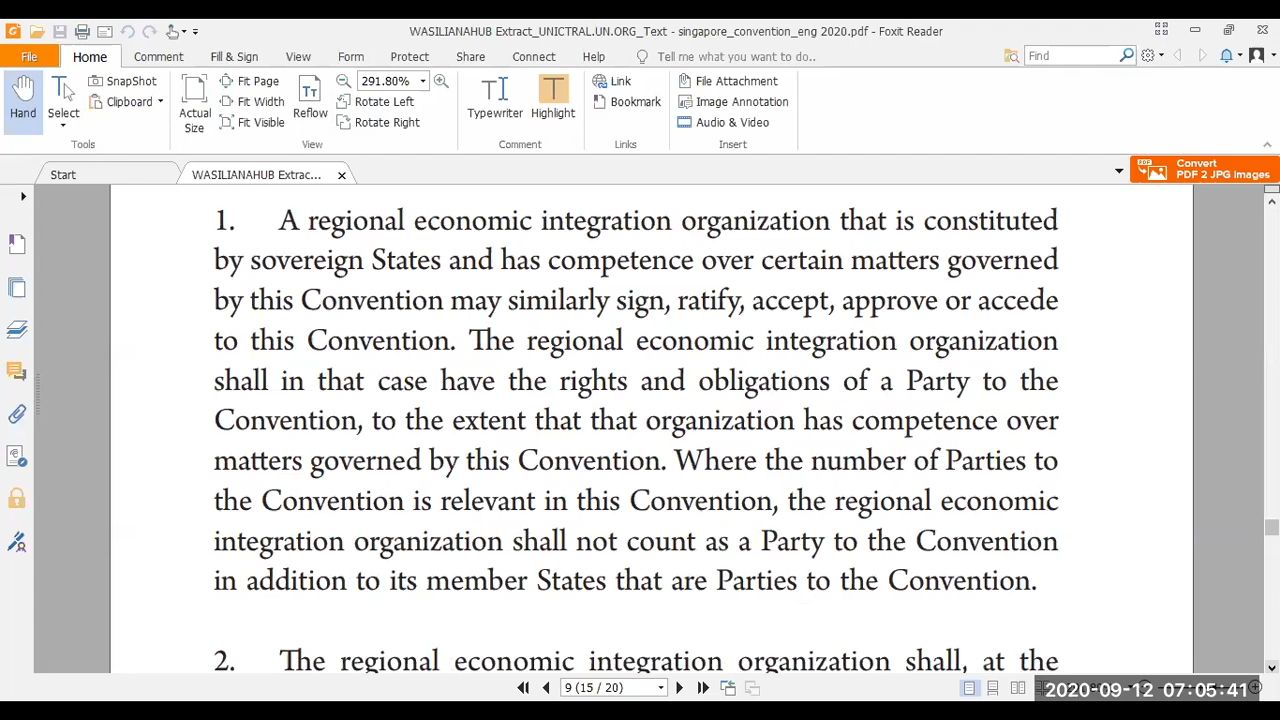 WASILIANAHUB Extract_UNICTRAL.UN.ORG_Text - singapore_convention_eng 2020.pdf - Foxit Reader
File Home Comment Fill & Sign View Form Protect Share Connect Help Tell me what you want to do.. Find
Hand
Select
SnapShot
Clipboard
Tools
Actual Size
Fit Page
Fit Width
Fit Visible
Reflow
291.80%
Rotate Left
Rotate Right
View
Typewriter
Highlight
Comment
Link
Bookmark
Links
File Attachment
Image Annotation
Audio & Video
Insert
Start
WASILIANAHUB Extrac...
PDF
Convert
PDF 2 JPG Images
1. A regional economic integration organization that is constituted
by sovereign States and has competence over certain matters governed
by this Convention may similarly sign, ratify, accept, approve or accede
to this Convention. The regional economic integration organization
shall in that case have the rights and obligations of a Party to the
Convention, to the extent that that organization has competence over
matters governed by this Convention. Where the number of Parties to
the Convention is relevant in this Convention, the regional economic
integration organization shall not count as a Party to the Convention
in addition to its member States that are Parties to the Convention.
2. The regional economic integration organization shall, at the
9 (15 / 20)
2020-09-12 07:05:41